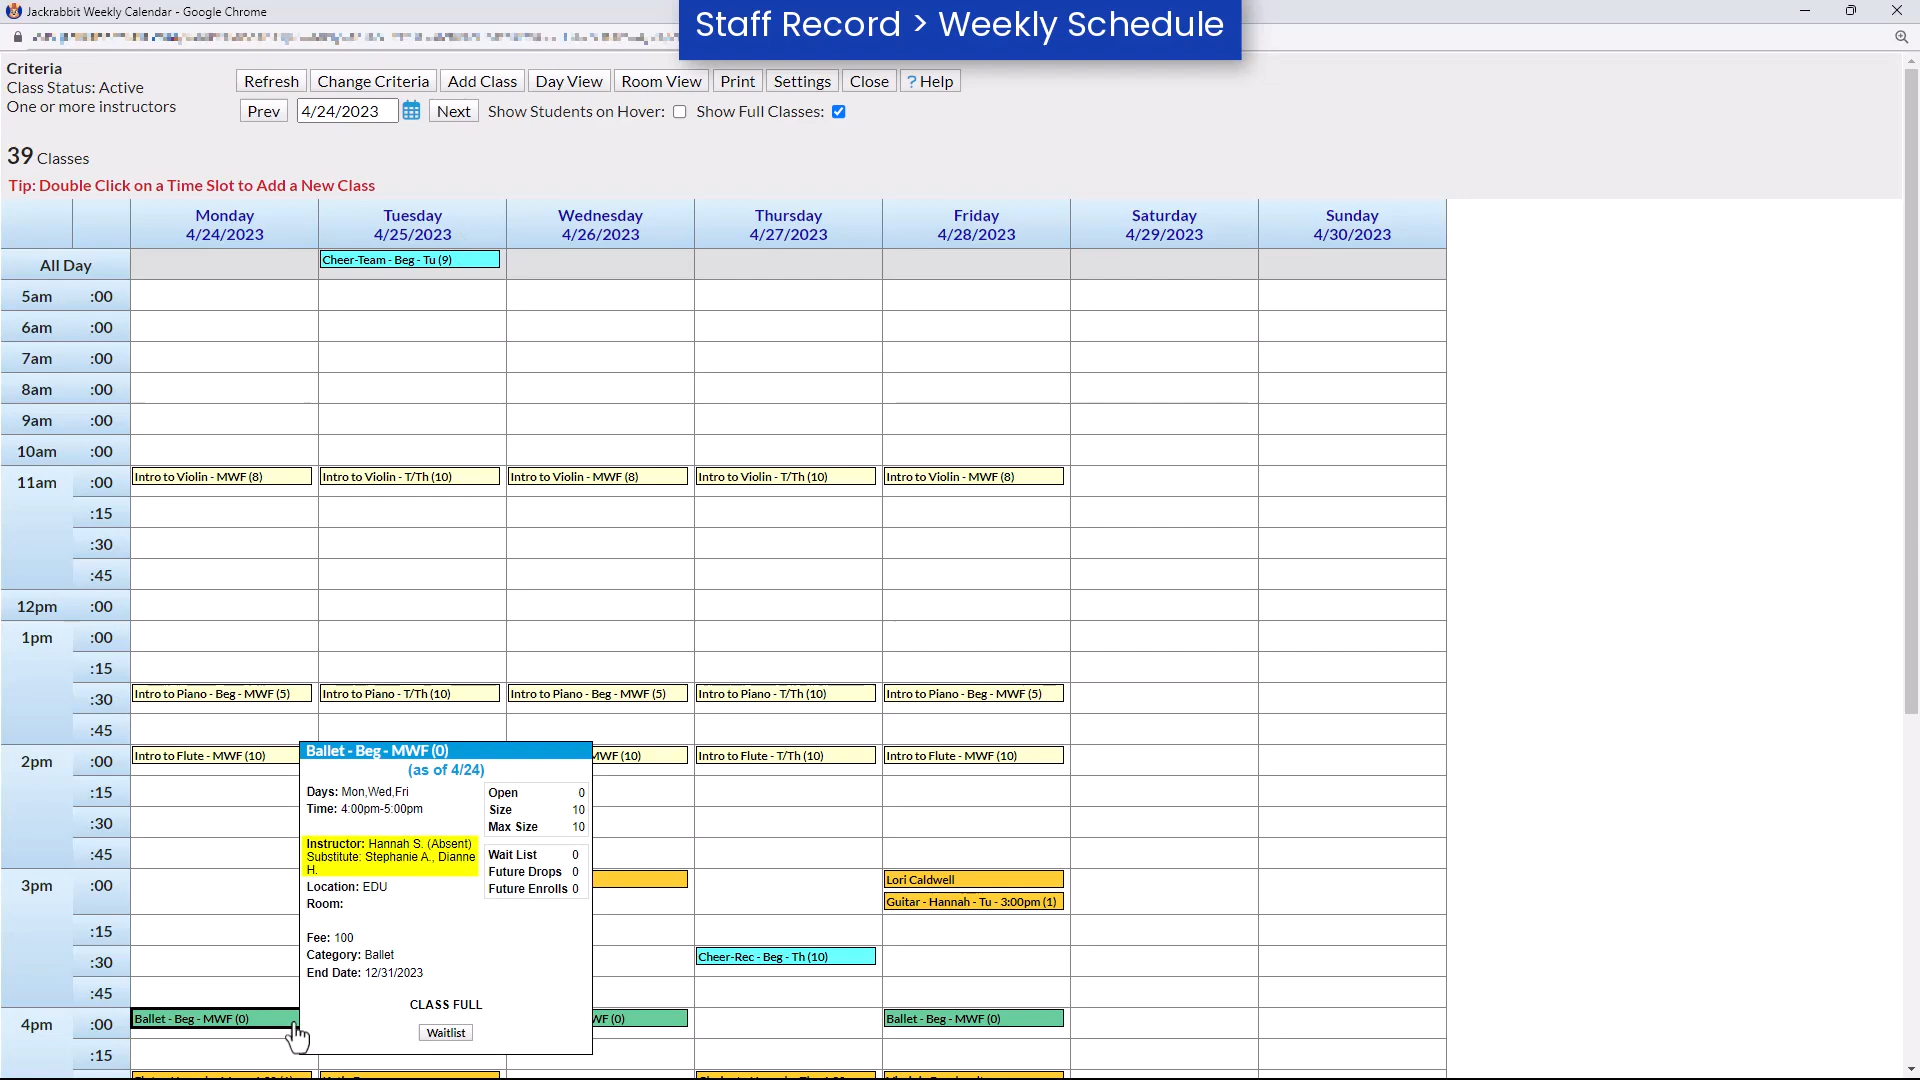 Jackrabbit Weekly Calendar - Google Chrome
Staff Record > Weekly Schedule
Criteria
Class Status: Active
One or more instructors
Refresh Change Criteria Add Class Day View Room View Print Settings Close ? Help
Prev 4/24/2023 Next Show Students on Hover: Show Full Classes:
39 Classes
Tip: Double Click on a Time Slot to Add a New Class
Monday Tuesday Wednesday Thursday Friday Saturday Sunday
4/24/2023 4/25/2023 4/26/2023 4/27/2023 4/28/2023 4/29/2023 4/30/2023
All Day Cheer-Team - Beg - Tu (9)
5am :00
6am :00
7am :00
8am :00
9am :00
10am :00
11am :00 Intro to Violin - MWF (8) Intro to Violin - T/Th (10) Intro to Violin - MWF (8) Intro to Violin - T/Th (10) Intro to Violin - MWF (8)
:15
:30
:45
12pm :00
1pm :00
:15
:30 Intro to Piano - Beg - MWF (5) Intro to Piano - T/Th (10) Intro to Piano - Beg - MWF (5) Intro to Piano - T/Th (10) Intro to Piano - Beg - MWF (5)
:45
2pm :00 Intro to Flute - MWF (10) MWF (10) Intro to Flute - T/Th (10) Intro to Flute - MWF (10)
:15
:30
:45
3pm :00 Lori Caldwell
Guitar - Hannah - Tu - 3:00pm (1)
:15
:30 Cheer-Rec - Beg - Th (10)
:45
4pm :00 Ballet - Beg - MWF (0) WF (0) Ballet - Beg - MWF (0)
:15
Ballet - Beg - MWF (0)
(as of 4/24)
Days: Mon,Wed,Fri
Time: 4:00pm-5:00pm
Instructor: Hannah S. (Absent)
Substitute: Stephanie A., Dianne
H.
Location: EDU
Room:
Fee: 100
Category: Ballet
End Date: 12/31/2023
Open 0
Size 10
Max Size 10
Wait List 0
Future Drops 0
Future Enrolls 0
CLASS FULL
Waitlist